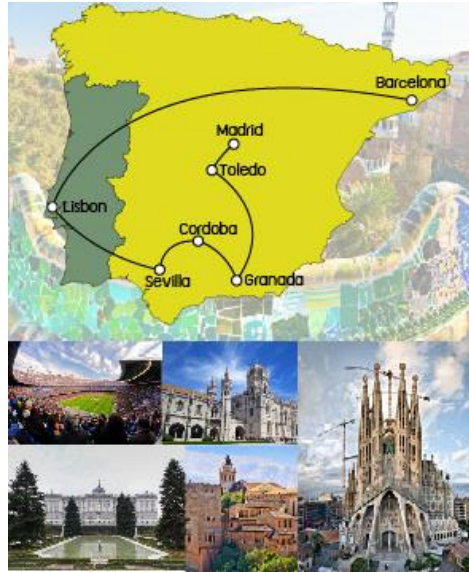 Barcelona
Madrid
Toledo
Lisbon
Cordoba
Sevilla
Granada